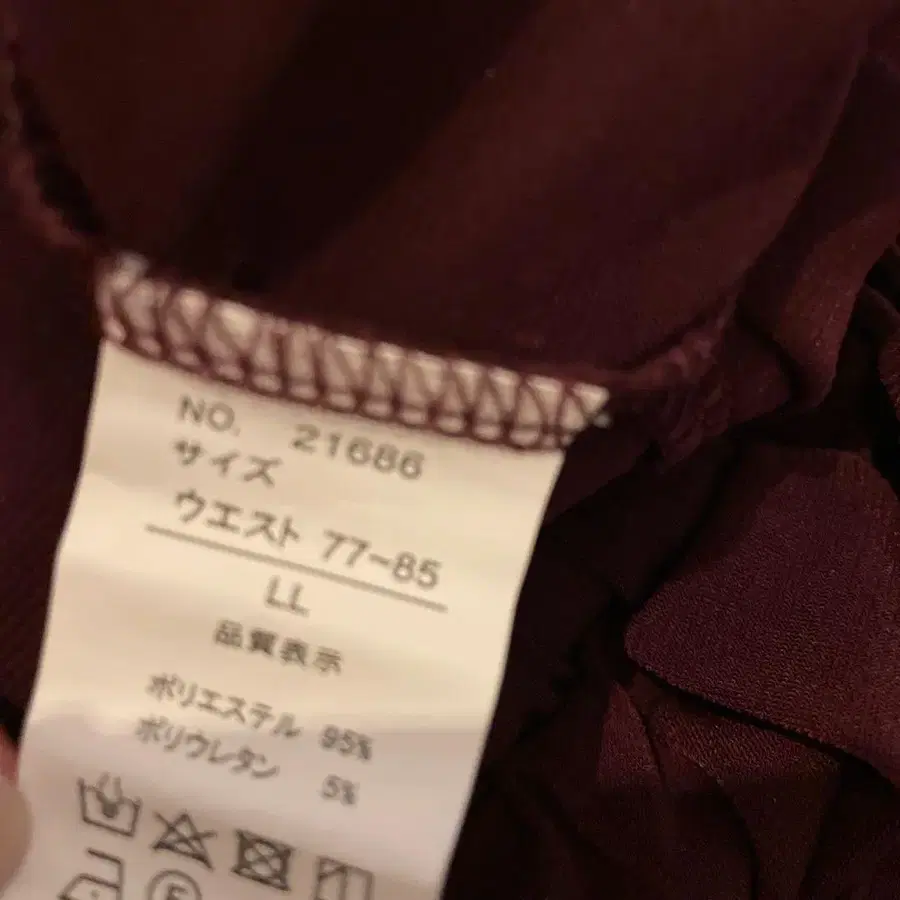 NO. 21686
サイズ
ウエスト 77~85
LL
品質表示
ポリエステル 95%
ポリウレタン 5%